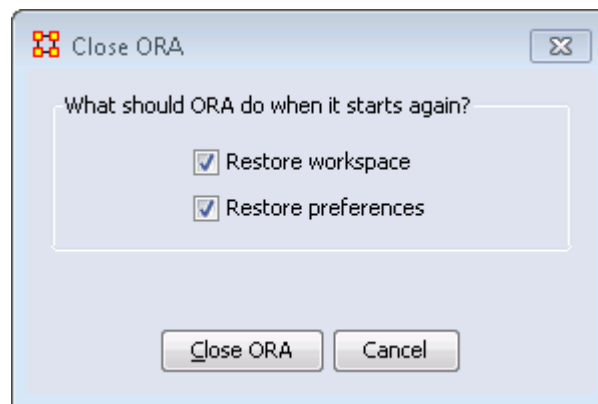 Close ORA
What should ORA do when it starts again?
Restore workspace
Restore preferences
Close ORA Cancel